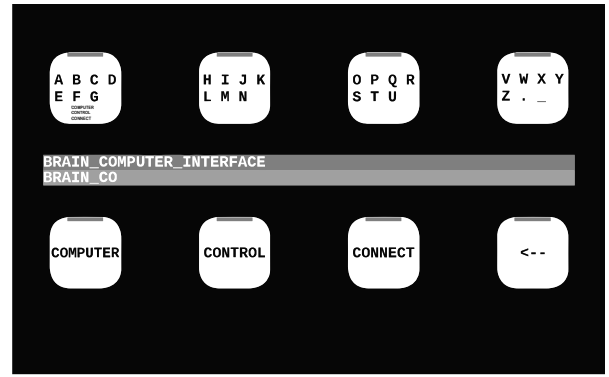 A B C D
E F G
COMPUTER
CONTROL
CONNECT
H I J K
L M N
O P Q R
S T U
V W X Y
Z . _
BRAIN_COMPUTER_INTERFACE
BRAIN_CO
COMPUTER
CONTROL
CONNECT
<--